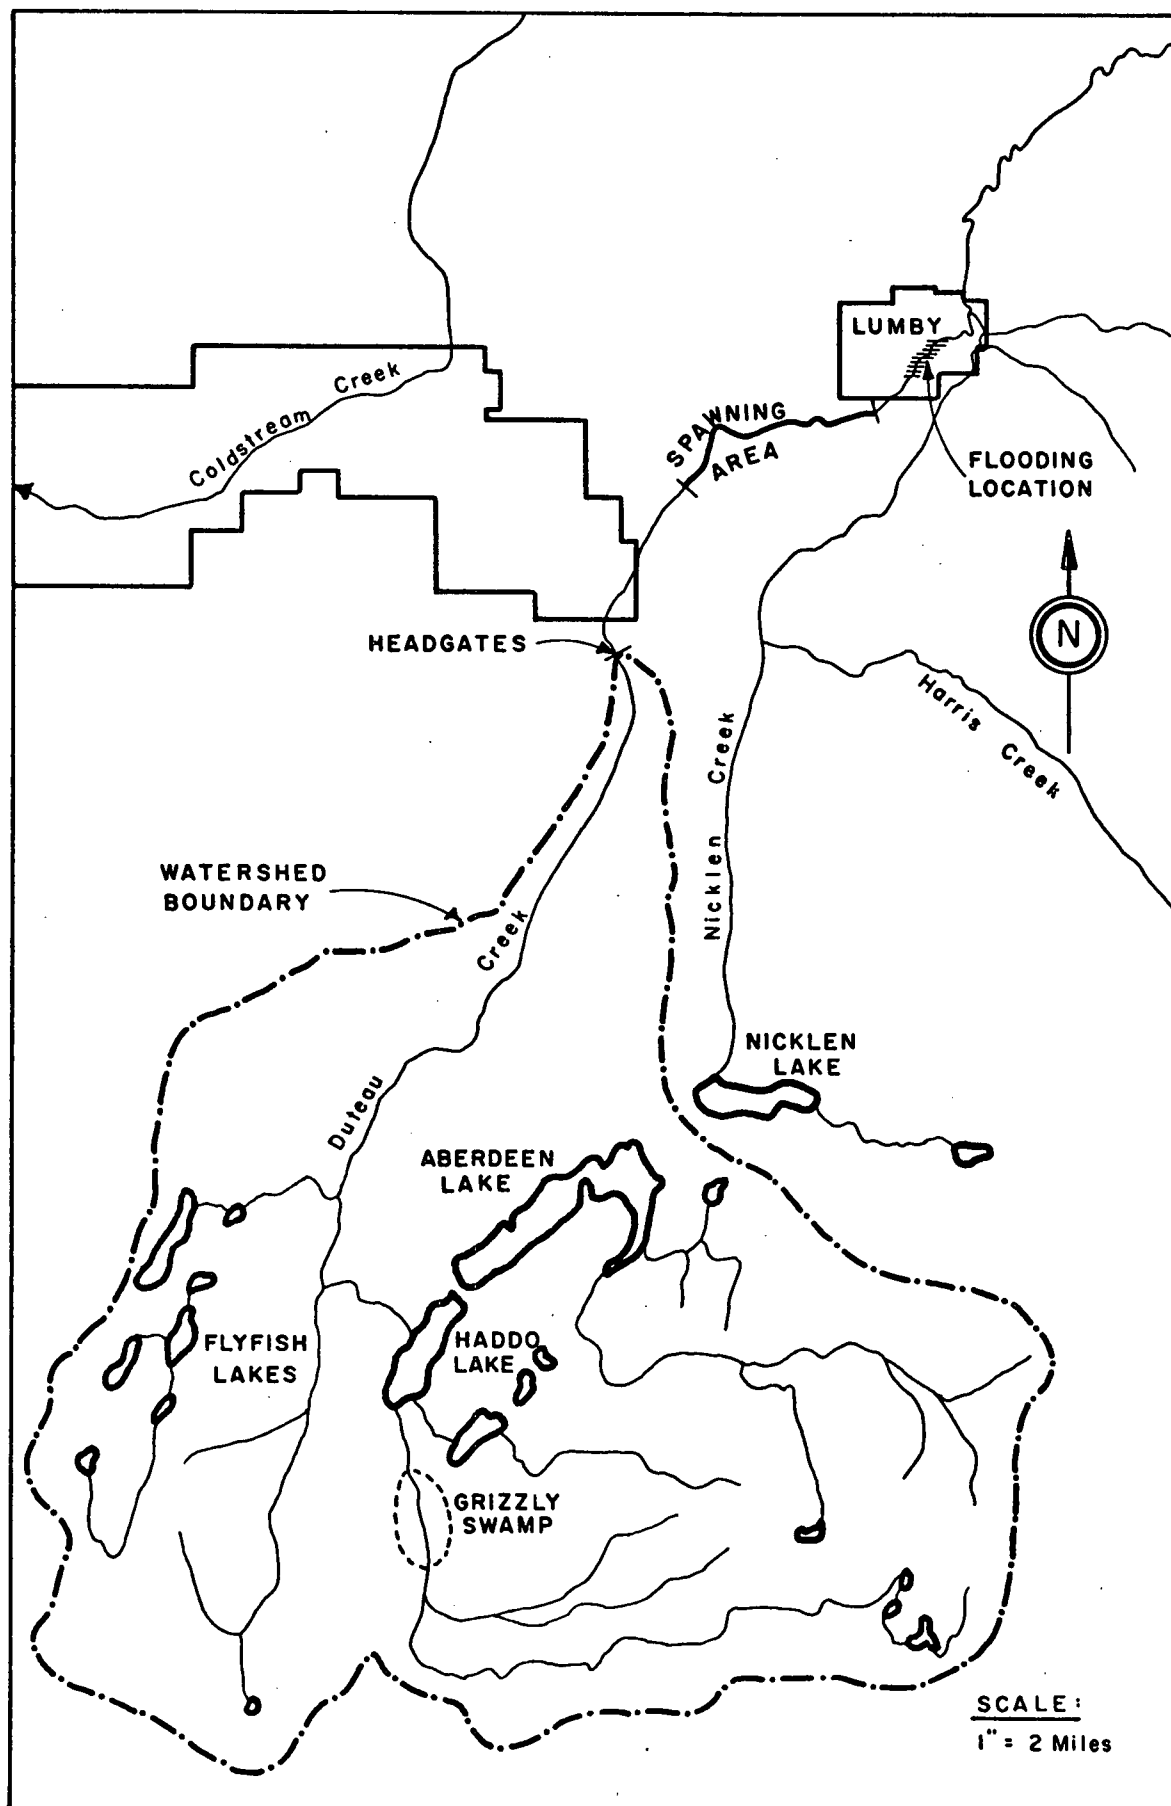 LUMBY
Coldstream Creek
SPAWNING
AREA
FLOODING
LOCATION
N
HEADGATES
Harris Creek
Nicklen Creek
WATERSHED
BOUNDARY
Duteau Creek
NICKLEN
LAKE
ABERDEEN
LAKE
FLYFISH
LAKES
HADDO
LAKE
GRIZZLY
SWAMP
SCALE:
1" = 2 Miles